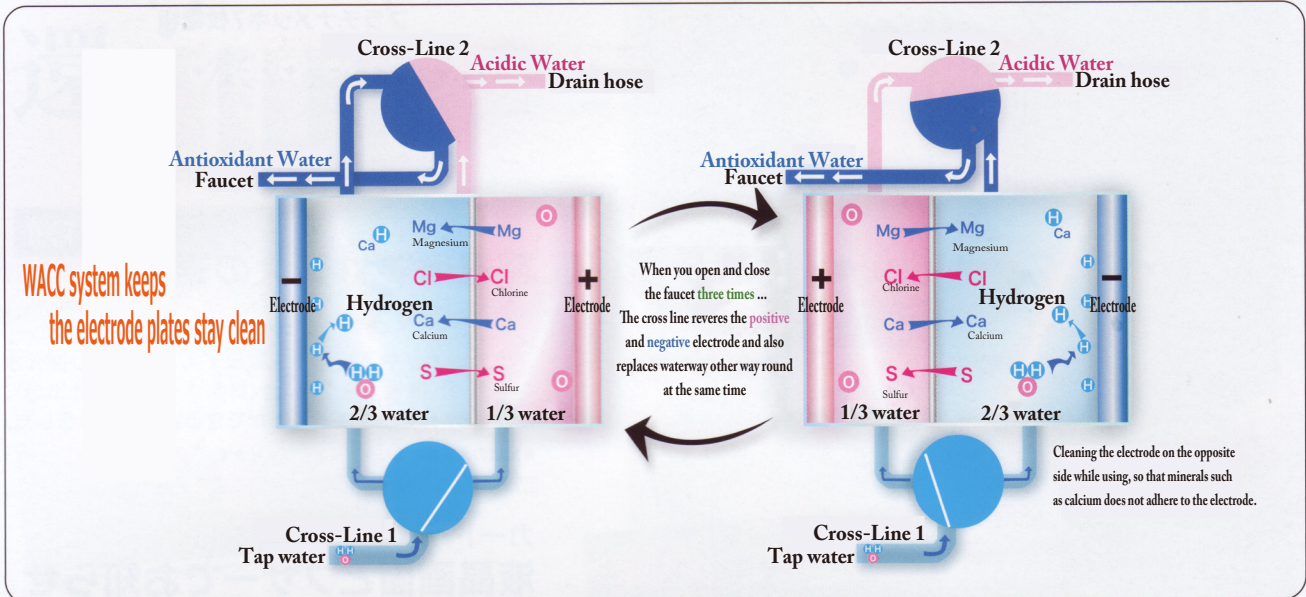 WACC system keeps
the electrode plates stay clean
Cross-Line 2
Acidic Water
Drain hose
Antioxidant Water
Faucet
H
Ca
Mg
Magnesium
Mg
O
H
−
Electrode
Cl
Cl
Chlorine
+
Electrode
Hydrogen
H
H
Ca
Calcium
Ca
H
H
H H
O
S
S
Sulfur
O
H
2/3 water
1/3 water
Cross-Line 1
Tap water
H H
O
When you open and close
the faucet three times ...
The cross line reveres the positive
and negative electrode and also
replaces waterway other way round
at the same time
Cross-Line 2
Acidic Water
Drain hose
Antioxidant Water
Faucet
O
Mg
Mg
Magnesium
H
Ca
H
+
Electrode
Cl
Chlorine
Cl
Hydrogen
−
Electrode
H
H
Ca
Ca
Calcium
H
H
O
S
Sulfur
S
H H
O
H
1/3 water
2/3 water
Cross-Line 1
Tap water
H H
O
Cleaning the electrode on the opposite
side while using, so that minerals such
as calcium does not adhere to the electrode.